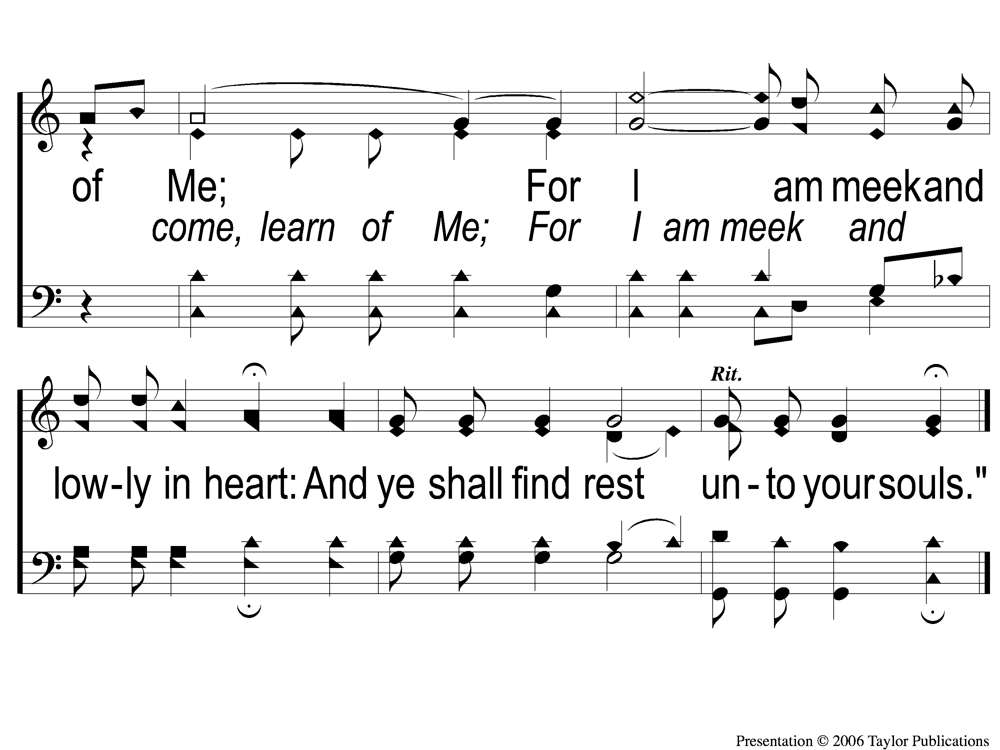 of Me; For I am meek and
come, learn of Me; For I am meek and
Rit.
low-ly in heart: And ye shall find rest un-to your souls."
Presentation © 2006 Taylor Publications